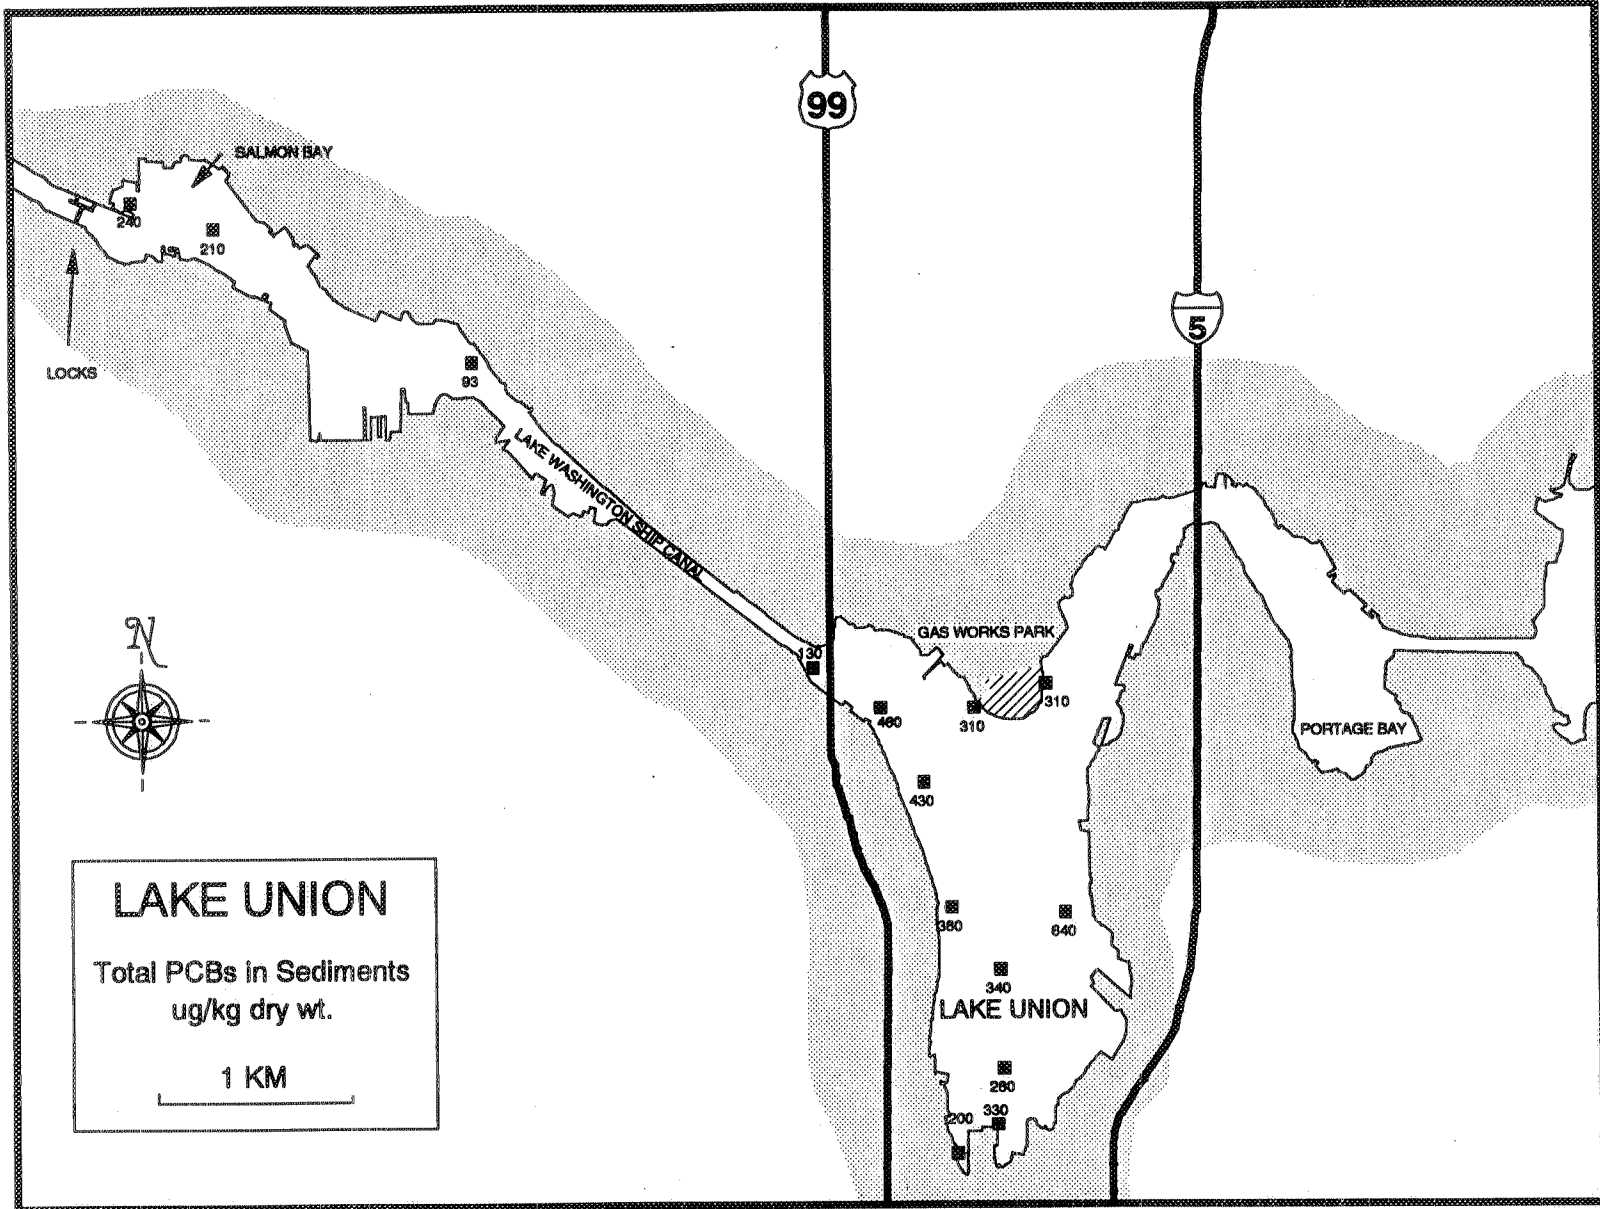 99
SALMON BAY
240
210
5
LOCKS
93
LAKE WASHINGTON SHIP CANAL
N
GAS WORKS PARK
130
310
310
460
PORTAGE BAY
430
LAKE UNION
Total PCBs in Sediments
ug/kg dry wt.
1 KM
380
640
340
LAKE UNION
260
330
200